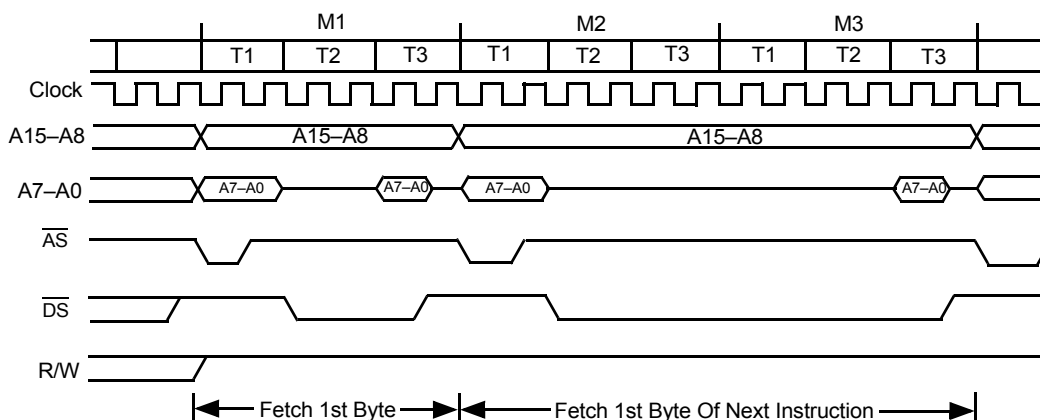 M1 M2 M3
T1 T2 T3 T1 T2 T3 T1 T2 T3
Clock
A15–A8 A15–A8 A15–A8
A7–A0 A7–A0 A7–A0 A7–A0 A7–A0
AS
DS
R/W
Fetch 1st Byte Fetch 1st Byte Of Next Instruction